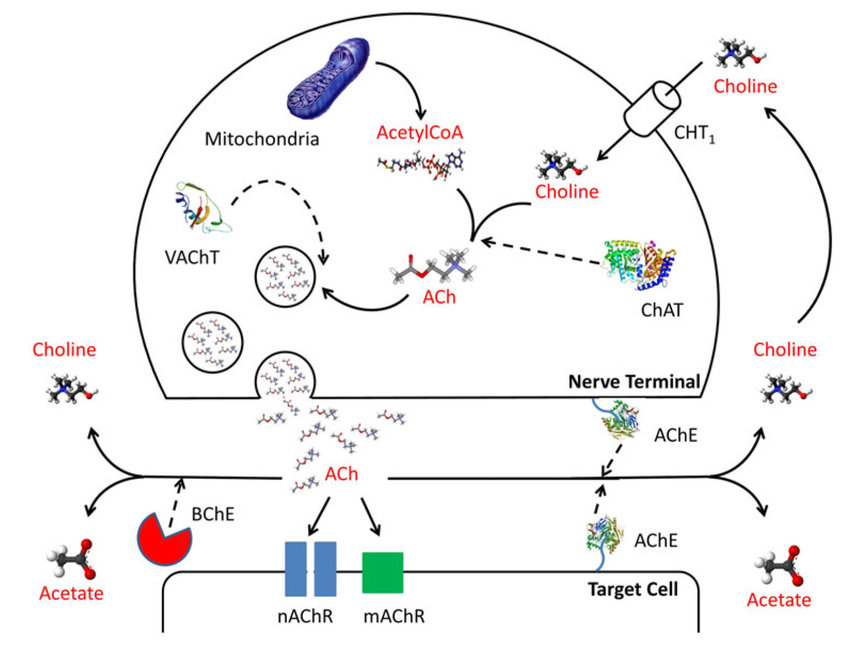 Choline
CHT1
Mitochondria
AcetylCoA
Choline
VAChT
ACh
ChAT
Choline
Choline
Nerve Terminal
AChE
ACh
BChE
AChE
Acetate
Target Cell
Acetate
nAChR
mAChR